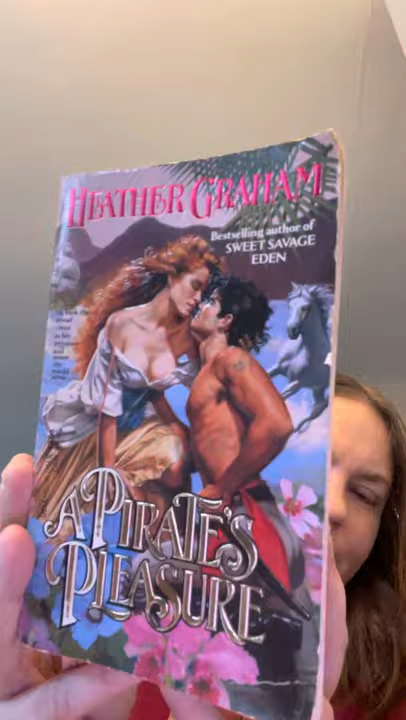 HEATHER GRAHAM
Bestselling author of
SWEET SAVAGE
EDEN
A PIRATE'S
PLEASURE